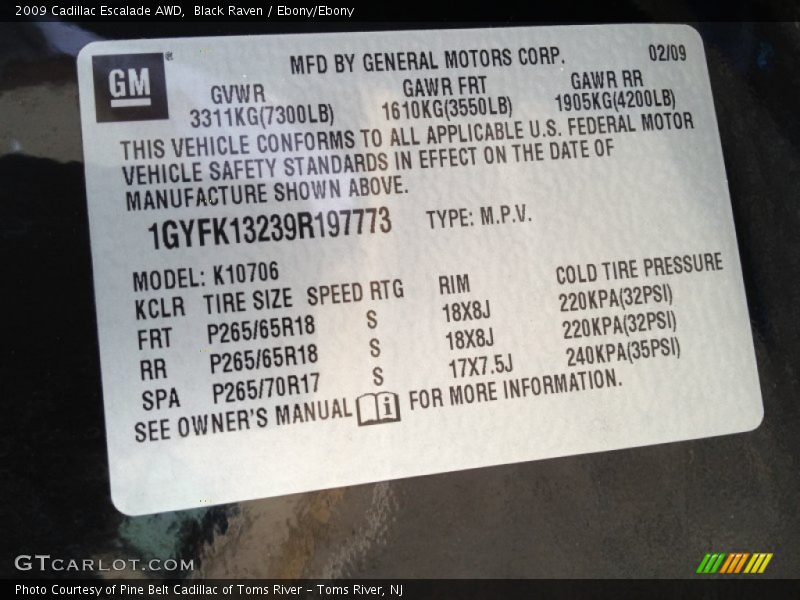 2009 Cadillac Escalade AWD, Black Raven / Ebony/Ebony
GM®
MFD BY GENERAL MOTORS CORP. 02/09
GVWR GAWR FRT GAWR RR
3311KG(7300LB) 1610KG(3550LB) 1905KG(4200LB)
THIS VEHICLE CONFORMS TO ALL APPLICABLE U.S. FEDERAL MOTOR
VEHICLE SAFETY STANDARDS IN EFFECT ON THE DATE OF
MANUFACTURE SHOWN ABOVE.
1GYFK13239R197773 TYPE: M.P.V.
MODEL: K10706
KCLR TIRE SIZE SPEED RTG RIM COLD TIRE PRESSURE
FRT P265/65R18 S 18X8J 220KPA(32PSI)
RR P265/65R18 S 18X8J 220KPA(32PSI)
SPA P265/70R17 S 17X7.5J 240KPA(35PSI)
SEE OWNER'S MANUAL i FOR MORE INFORMATION.
GTCARLOT.COM
Photo Courtesy of Pine Belt Cadillac of Toms River – Toms River, NJ